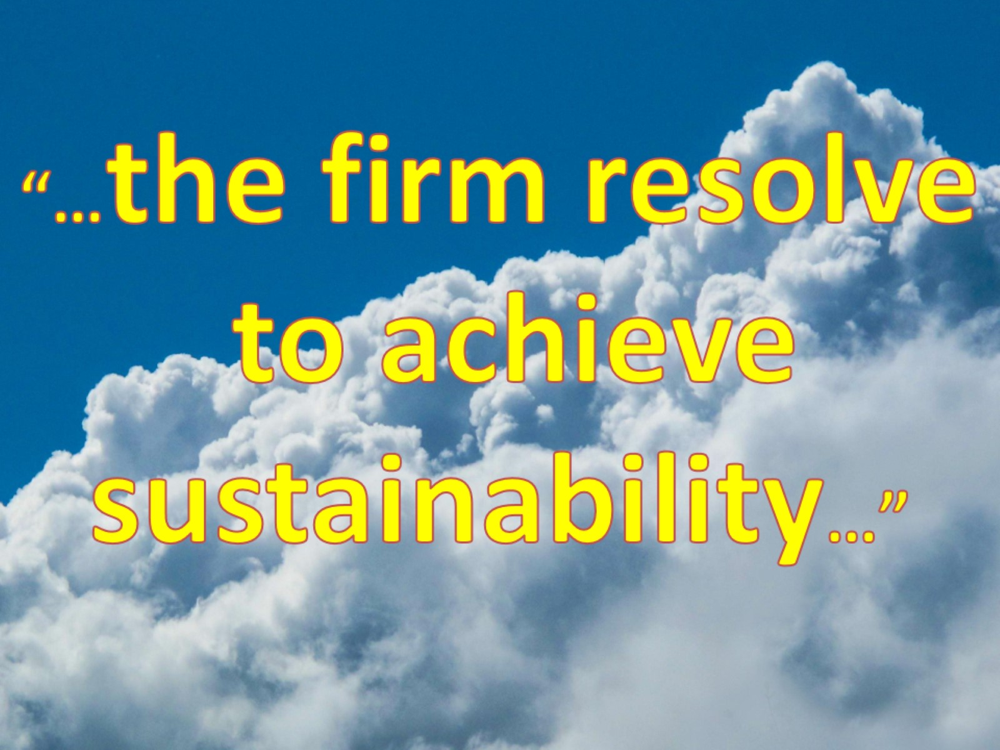 “…the firm resolve
to achieve
sustainability…”